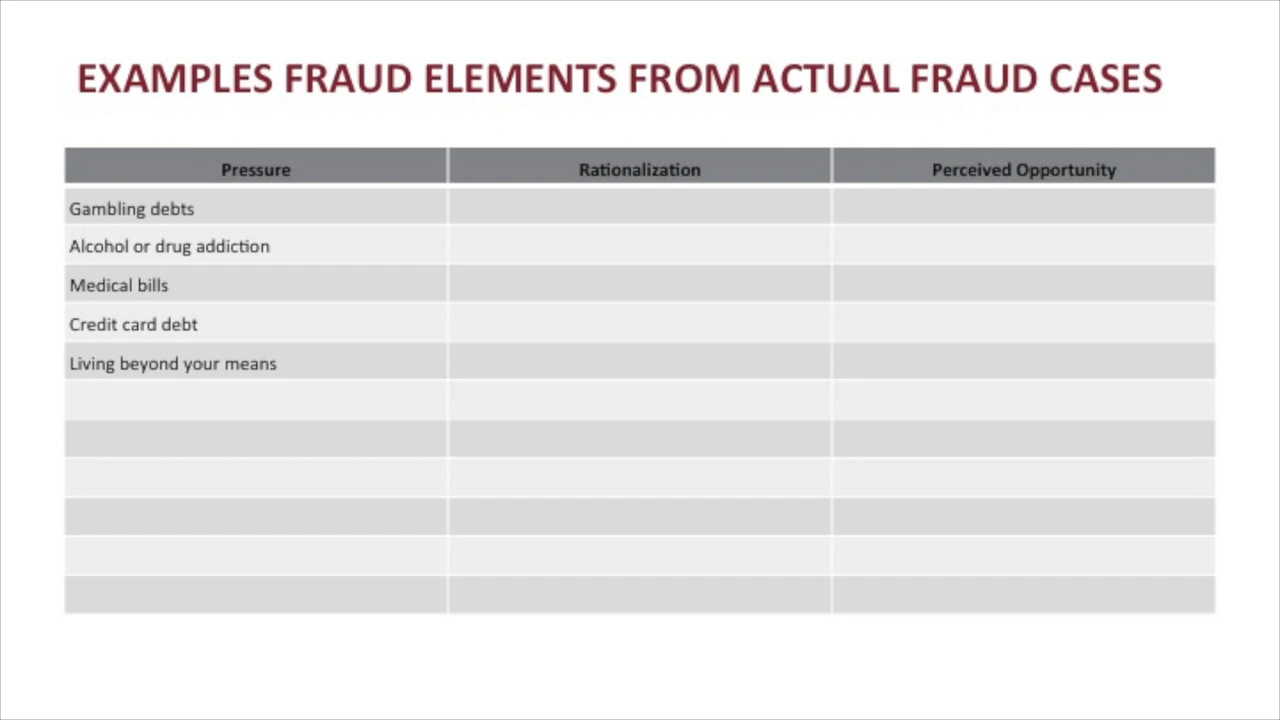 EXAMPLES FRAUD ELEMENTS FROM ACTUAL FRAUD CASES
Pressure Rationalization Perceived Opportunity
Gambling debts
Alcohol or drug addiction
Medical bills
Credit card debt
Living beyond your means